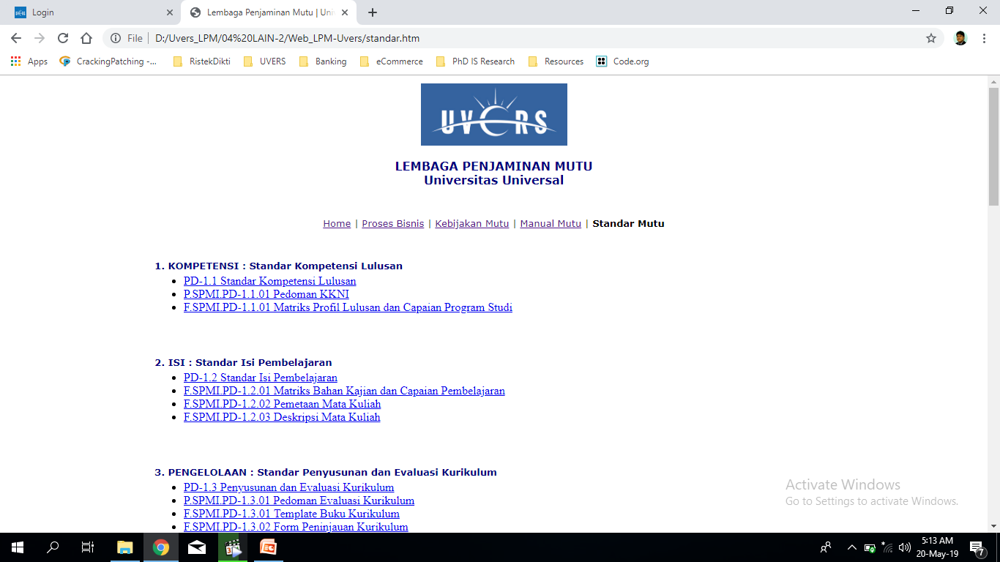 Login
Lembaga Penjaminan Mutu | Uni
File
D:/Uvers_LPM/04%20LAIN-2/Web_LPM-Uvers/standar.htm
Apps
CrackingPatching -...
RistekDikti
UVERS
Banking
eCommerce
PhD IS Research
Resources
Code.org
UVERS
LEMBAGA PENJAMINAN MUTU
Universitas Universal
Home | Proses Bisnis | Kebijakan Mutu | Manual Mutu | Standar Mutu
1. KOMPETENSI : Standar Kompetensi Lulusan
• PD-1.1 Standar Kompetensi Lulusan
• P.SPMI.PD-1.1.01 Pedoman KKNI
• F.SPMI.PD-1.1.01 Matriks Profil Lulusan dan Capaian Program Studi
2. ISI : Standar Isi Pembelajaran
• PD-1.2 Standar Isi Pembelajaran
• F.SPMI.PD-1.2.01 Matriks Bahan Kajian dan Capaian Pembelajaran
• F.SPMI.PD-1.2.02 Pemetaan Mata Kuliah
• F.SPMI.PD-1.2.03 Deskripsi Mata Kuliah
3. PENGELOLAAN : Standar Penyusunan dan Evaluasi Kurikulum
• PD-1.3 Penyusunan dan Evaluasi Kurikulum
• P.SPMI.PD-1.3.01 Pedoman Evaluasi Kurikulum
• F.SPMI.PD-1.3.01 Template Buku Kurikulum
• F.SPMI.PD-1.3.02 Form Peninjauan Kurikulum
Activate Windows
Go to Settings to activate Windows.
5:13 AM
20-May-19
7